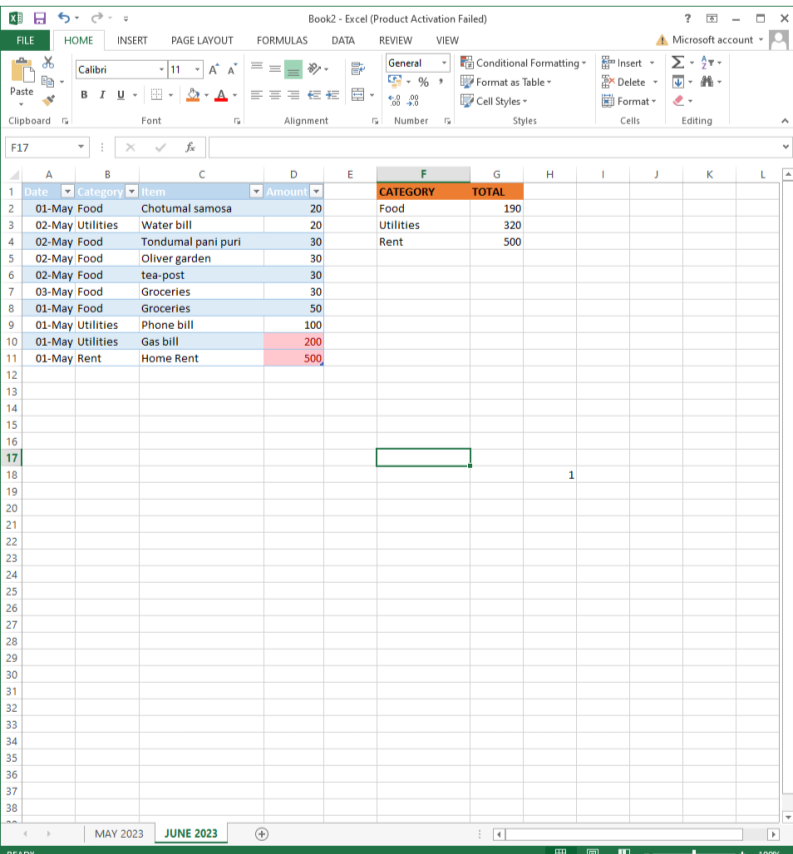 Book2 - Excel (Product Activation Failed)
FILE HOME INSERT PAGE LAYOUT FORMULAS DATA REVIEW VIEW Microsoft account
Calibri 11 General Conditional Formatting Insert
Paste B I U % Format as Table Delete
Cell Styles Format
Clipboard Font Alignment Number Styles Cells Editing
F17 fx
A B C D E F G H I J K L
1 Date Category Item Amount CATEGORY TOTAL
2 01-May Food Chotumal samosa 20 Food 190
3 02-May Utilities Water bill 20 Utilities 320
4 02-May Utilities Tondumal pani puri 30 Rent 500
5 02-May Food Oliver garden 30
6 02-May Food tea-post 30
7 03-May Food Groceries 30
8 01-May Food Groceries 50
9 01-May Utilities Phone bill 100
10 01-May Utilities Gas bill 200
11 01-May Rent Home Rent 500
12
13
14
15
16
17
18 1
19
20
21
22
23
24
25
26
27
28
29
30
31
32
33
34
35
36
37
38
MAY 2023 JUNE 2023